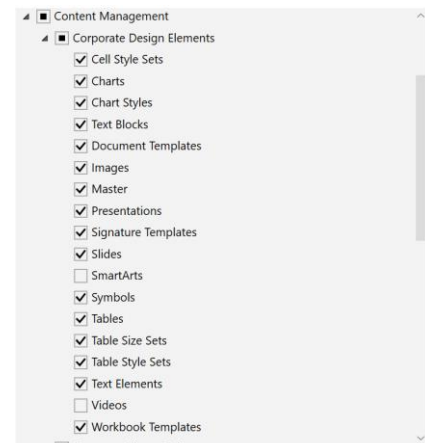 Content Management
Corporate Design Elements
Cell Style Sets
Charts
Chart Styles
Text Blocks
Document Templates
Images
Master
Presentations
Signature Templates
Slides
SmartArts
Symbols
Tables
Table Size Sets
Table Style Sets
Text Elements
Videos
Workbook Templates